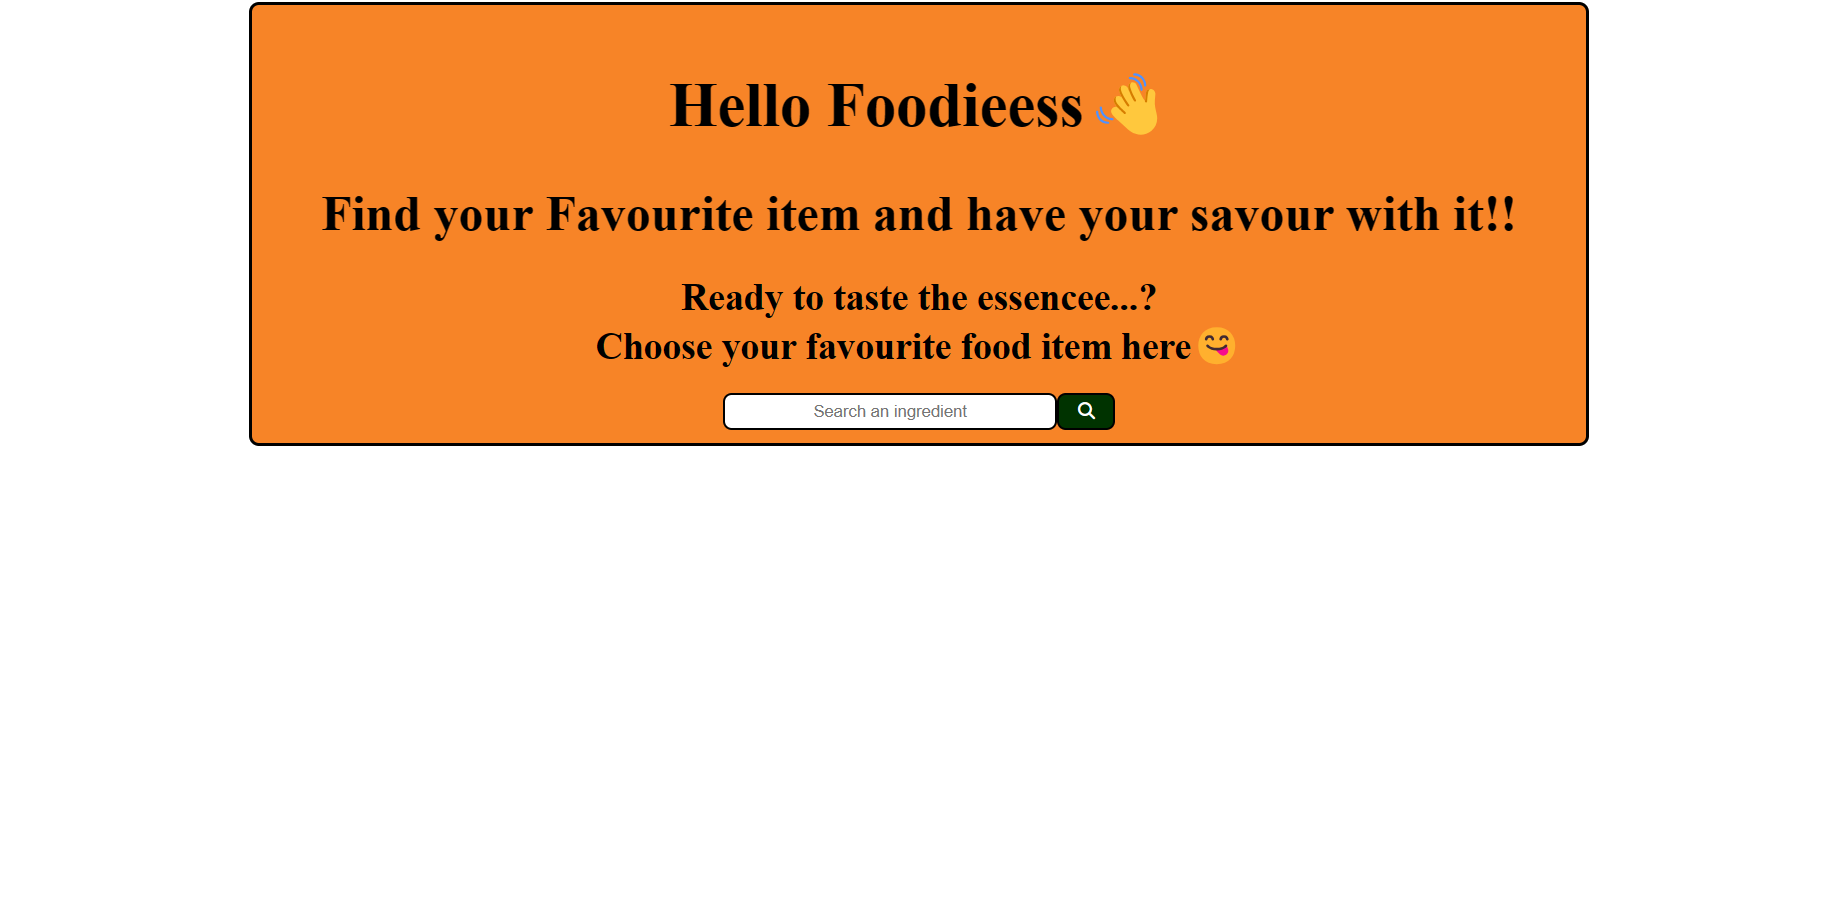 Hello Foodieess 👋
Find your Favourite item and have your savour with it!!
Ready to taste the essencee...?
Choose your favourite food item here😋
Search an ingredient